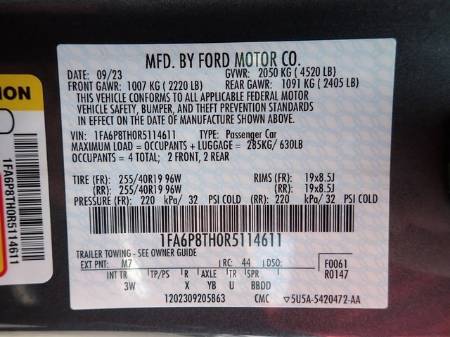 MFD. BY FORD MOTOR CO.
DATE: 09/23 GVWR: 2050 KG (4520 LB)
FRONT GAWR: 1007 KG (2220 LB) REAR GAWR: 1091 KG (2405 LB)
THIS VEHICLE CONFORMS TO ALL APPLICABLE FEDERAL MOTOR
VEHICLE SAFETY, BUMPER, AND THEFT PREVENTION STANDARDS
IN EFFECT ON THE DATE OF MANUFACTURE SHOWN ABOVE.
VIN: 1FA6P8TH0R5114611 TYPE: Passenger Car
MAXIMUM LOAD = OCCUPANTS + LUGGAGE = 285KG/ 630LB
OCCUPANTS = 4 TOTAL; 2 FRONT, 2 REAR
TIRE (FR): 255/40R19 96W RIMS (FR): 19x8.5J
(RR): 255/40R19 96W (RR): 19x8.5J
PRESSURE (FR): 220 kPa/ 32 PSI COLD (RR): 220 kPa/ 32 PSI COLD
1FA6P8TH0R5114611
TRAILER TOWING - SEE OWNER GUIDE
EXT PNT: M7 RC: 44 DSO: F0061
INT TR TP/PS R AXLE TR SPR R0147
3W X YB U BBDD
1202309205863 CMC ▽5U5A-5420472-AA
TION
1FA6P8TH0R5114611